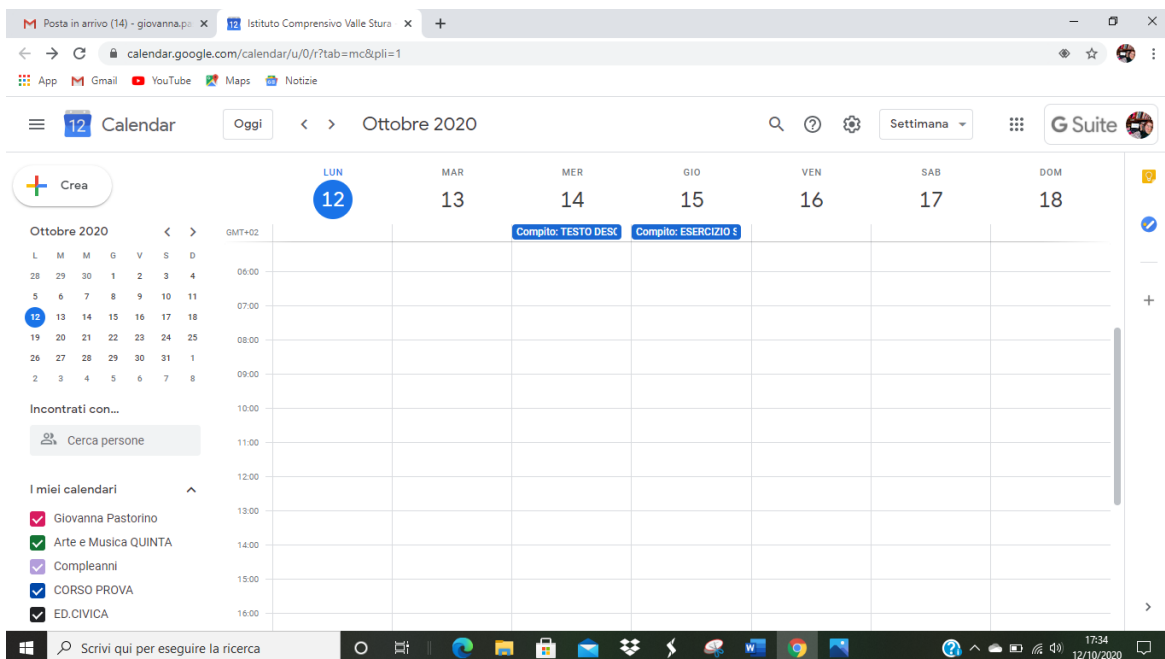 Posta in arrivo (14) - giovanna.pa
12 Istituto Comprensivo Valle Stura
calendar.google.com/calendar/u/0/r?tab=mc&pli=1
App Gmail YouTube Maps Notizie
12 Calendar Oggi Ottobre 2020 Settimana G Suite
Crea
LUN MAR MER GIO VEN SAB DOM
12 13 14 15 16 17 18
GMT+02 Compito: TESTO DESC Compito: ESERCIZIO S
Ottobre 2020
L M M G V S D
28 29 30 1 2 3 4
5 6 7 8 9 10 11
12 13 14 15 16 17 18
19 20 21 22 23 24 25
26 27 28 29 30 31 1
2 3 4 5 6 7 8
Incontrati con...
Cerca persone
I miei calendari
Giovanna Pastorino
Arte e Musica QUINTA
Compleanni
CORSO PROVA
ED.CIVICA
06:00
07:00
08:00
09:00
10:00
11:00
12:00
13:00
14:00
15:00
16:00
Scrivi qui per eseguire la ricerca
17:34
12/10/2020